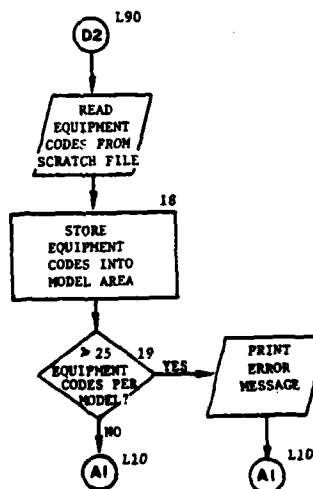 L90
D2
READ
EQUIPMENT
CODES FROM
SCRATCH FILE
18
STORE
EQUIPMENT
CODES INTO
MODEL AREA
≥ 25
19
EQUIPMENT
CODES PER
MODEL?
YES
PRINT
ERROR
MESSAGE
NO
L10
A1
L10
A1